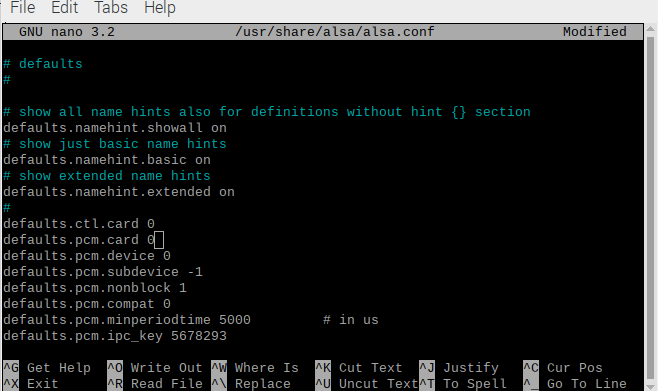 File Edit Tabs Help
GNU nano 3.2 /usr/share/alsa/alsa.conf Modified
# defaults
#
# show all name hints also for definitions without hint {} section
defaults.namehint.showall on
# show just basic name hints
defaults.namehint.basic on
# show extended name hints
defaults.namehint.extended on
#
defaults.ctl.card 0
defaults.pcm.card 0
defaults.pcm.device 0
defaults.pcm.subdevice -1
defaults.pcm.nonblock 1
defaults.pcm.compat 0
defaults.pcm.minperiodtime 5000 # in us
defaults.pcm.ipc_key 5678293
^G Get Help ^O Write Out ^W Where Is ^K Cut Text ^J Justify ^C Cur Pos
^X Exit ^R Read File ^\ Replace ^U Uncut Text ^T To Spell ^_ Go To Line